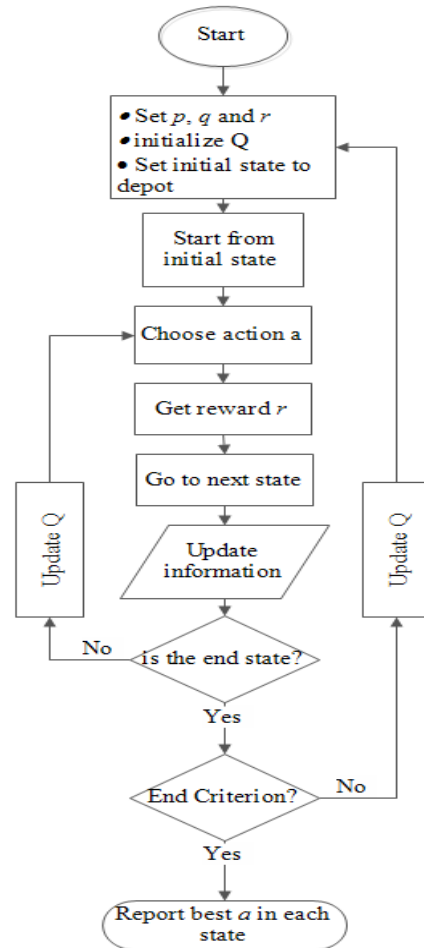 Start
• Set p, q and r
• initialize Q
• Set initial state to
depot
Start from
initial state
Choose action a
Get reward r
Go to next state
Update Q
Update Q
Update
information
No
is the end state?
Yes
End Criterion?
No
Yes
Report best a in each
state